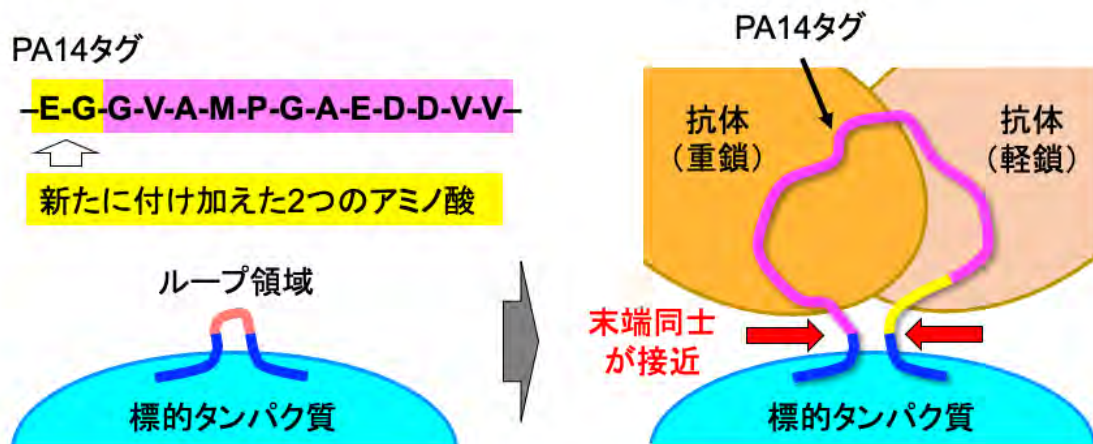 PA14タグ
–E-G-G-V-A-M-P-G-A-E-D-D-V-V–
新たに付け加えた2つのアミノ酸
ループ領域
標的タンパク質
PA14タグ
抗体
（重鎖）
抗体
（軽鎖）
末端同士
が接近
標的タンパク質